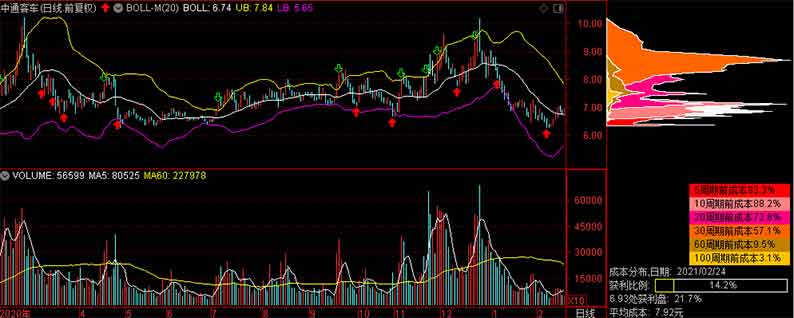 中通客车(日线.前复权) BOLL-M(20) BOLL: 6.74 UB: 7.84 LB: 5.65
10.00
9.00
8.00
7.00
6.00
VOLUME: 56599 MA5: 80525 MA60: 227978
60000
45000
30000
15000
X10
2020年 4 5 6 7 8 9 10 11 12 1 2 日线
5周期前成本93.3%
10周期前成本88.2%
20周期前成本72.8%
30周期前成本57.1%
60周期前成本9.5%
100周期前成本3.1%
成本分布,日期: 2021/02/24
获利比例: 14.2%
6.93处获利盘: 21.7%
平均成本: 7.92元